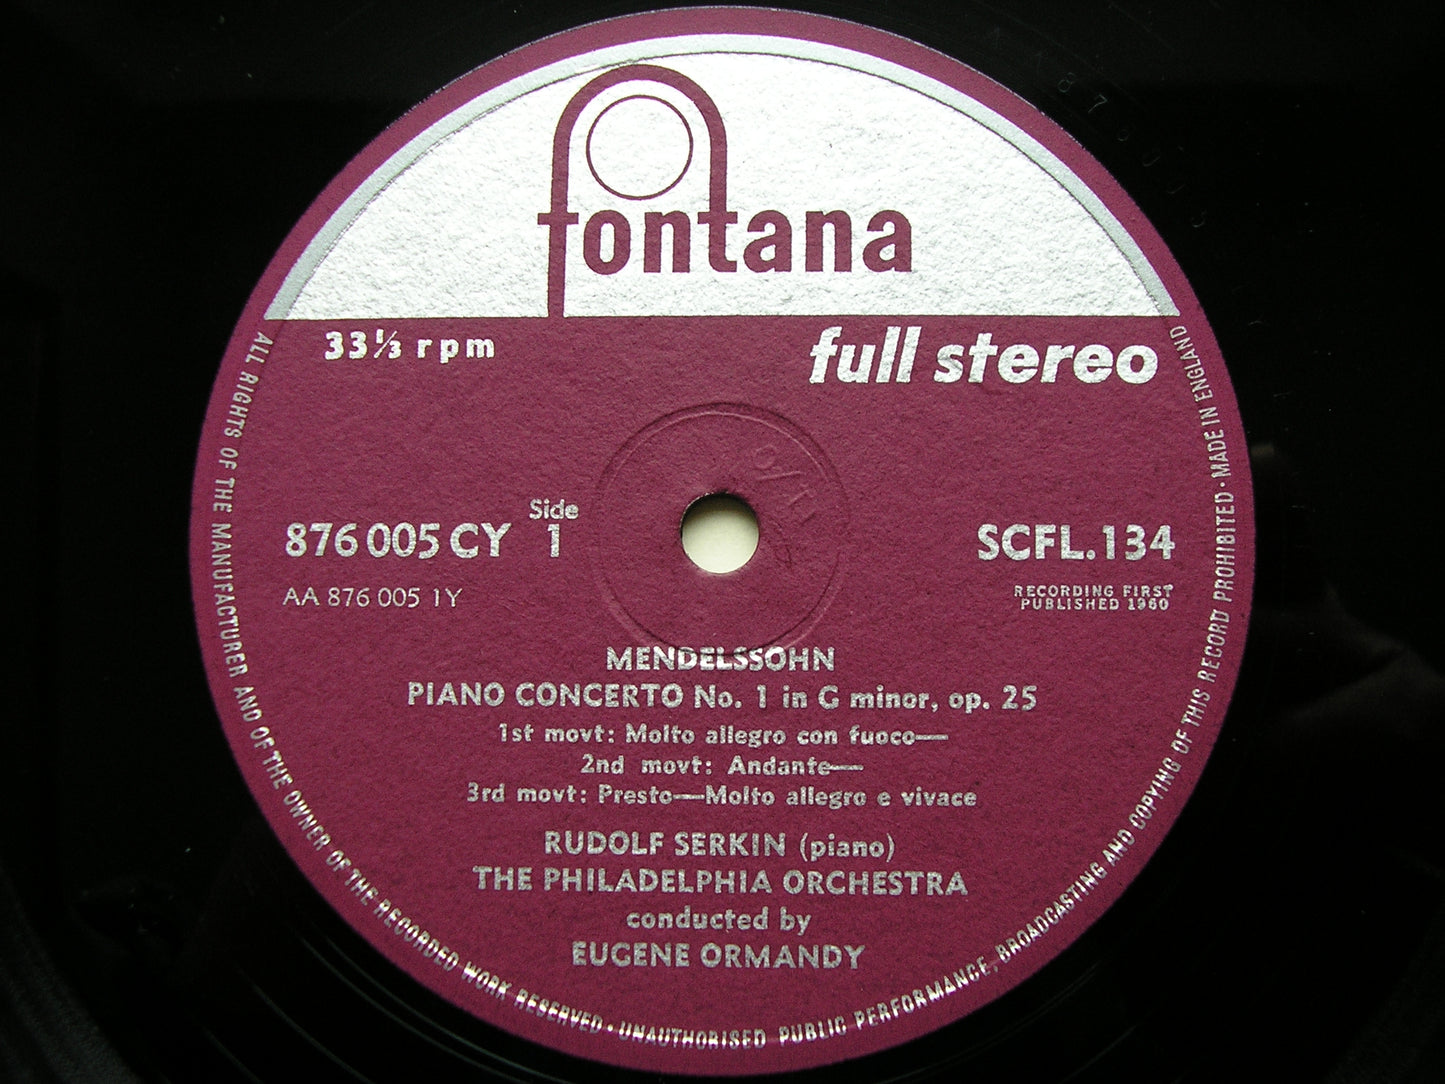 fontana
33⅓ rpm
full stereo
876 005 CY
Side
1
SCFL.134
AA 876 005 1Y
RECORDING FIRST
PUBLISHED 1960
MENDELSSOHN
PIANO CONCERTO No. 1 in G minor, op. 25
1st movt: Molto allegro con fuoco—
2nd movt: Andante—
3rd movt: Presto—Molto allegro e vivace
RUDOLF SERKIN (piano)
THE PHILADELPHIA ORCHESTRA
conducted by
EUGENE ORMANDY
ALL RIGHTS OF THE MANUFACTURER AND OF THE OWNER OF THE RECORDED WORK RESERVED · UNAUTHORISED PUBLIC PERFORMANCE, BROADCASTING AND COPYING OF THIS RECORD PROHIBITED · MADE IN ENGLAND